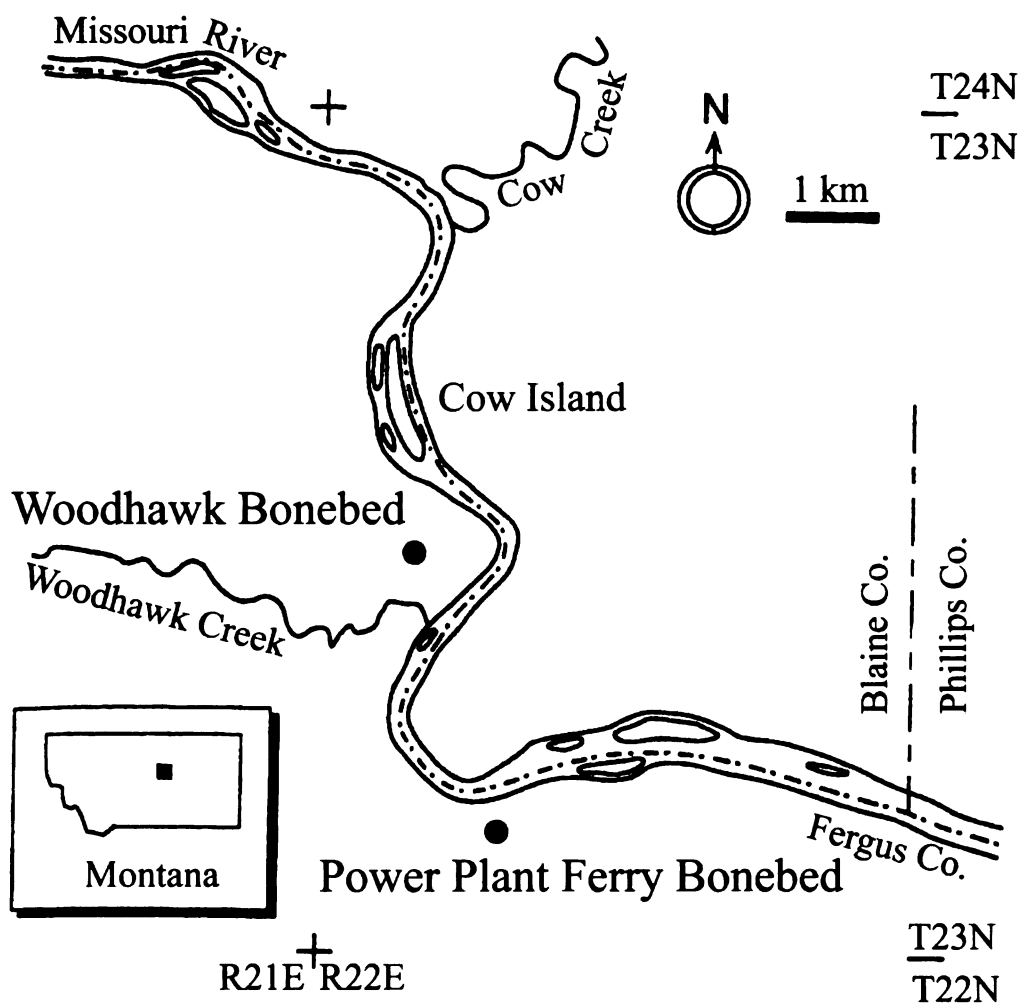 Missouri River
Cow Creek
N
1 km
T24N
T23N
Cow Island
Woodhawk Bonebed
Woodhawk Creek
Blaine Co.
Phillips Co.
Montana
Power Plant Ferry Bonebed
Fergus Co.
R21E R22E
T23N
T22N